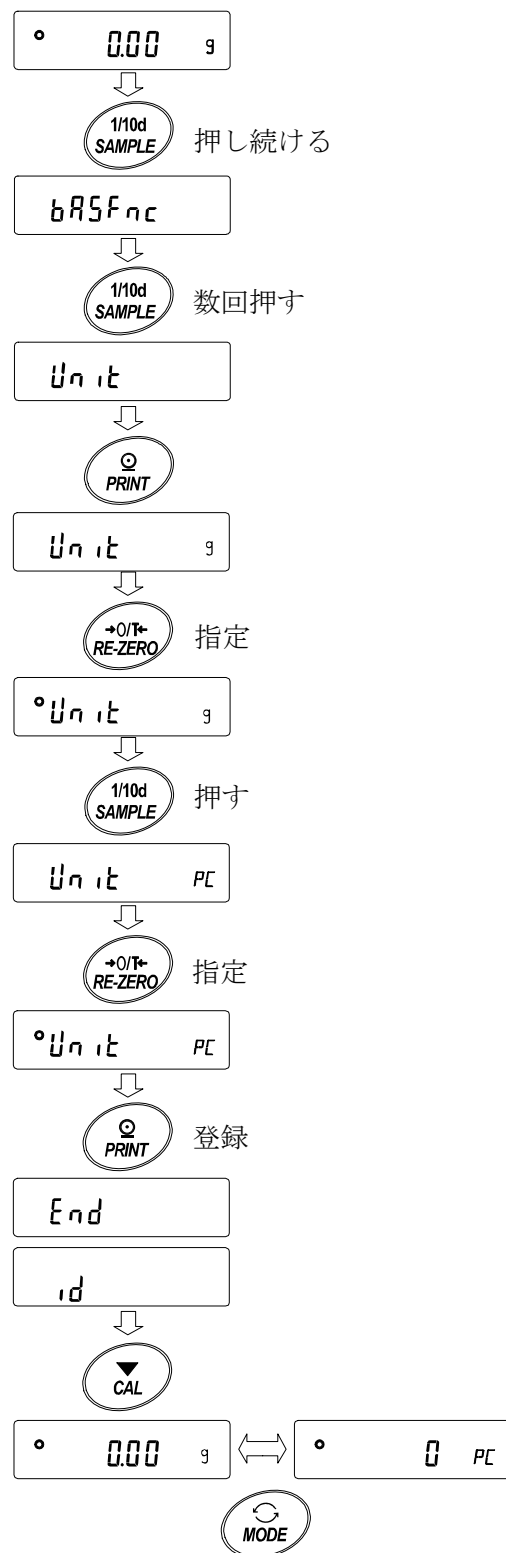 0.00 g
1/10d
SAMPLE 押し続ける
bASFnc
1/10d
SAMPLE 数回押す
Unit
PRINT
Unit g
→0/T←
RE-ZERO 指定
Unit g
1/10d
SAMPLE 押す
Unit PC
→0/T←
RE-ZERO 指定
Unit PC
PRINT 登録
End
id
CAL
0.00 g 0 PC
MODE